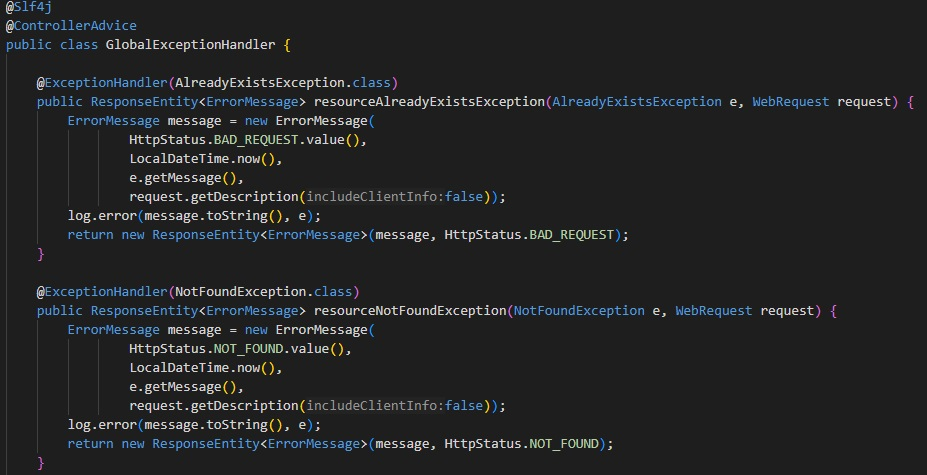 @Slf4j
@ControllerAdvice
public class GlobalExceptionHandler {
@ExceptionHandler(AlreadyExistsException.class)
public ResponseEntity<ErrorMessage> resourceAlreadyExistsException(AlreadyExistsException e, WebRequest request) {
ErrorMessage message = new ErrorMessage(
HttpStatus.BAD_REQUEST.value(),
LocalDateTime.now(),
e.getMessage(),
request.getDescription(includeClientInfo:false));
log.error(message.toString(), e);
return new ResponseEntity<ErrorMessage>(message, HttpStatus.BAD_REQUEST);
}
@ExceptionHandler(NotFoundException.class)
public ResponseEntity<ErrorMessage> resourceNotFoundException(NotFoundException e, WebRequest request) {
ErrorMessage message = new ErrorMessage(
HttpStatus.NOT_FOUND.value(),
LocalDateTime.now(),
e.getMessage(),
request.getDescription(includeClientInfo:false));
log.error(message.toString(), e);
return new ResponseEntity<ErrorMessage>(message, HttpStatus.NOT_FOUND);
}